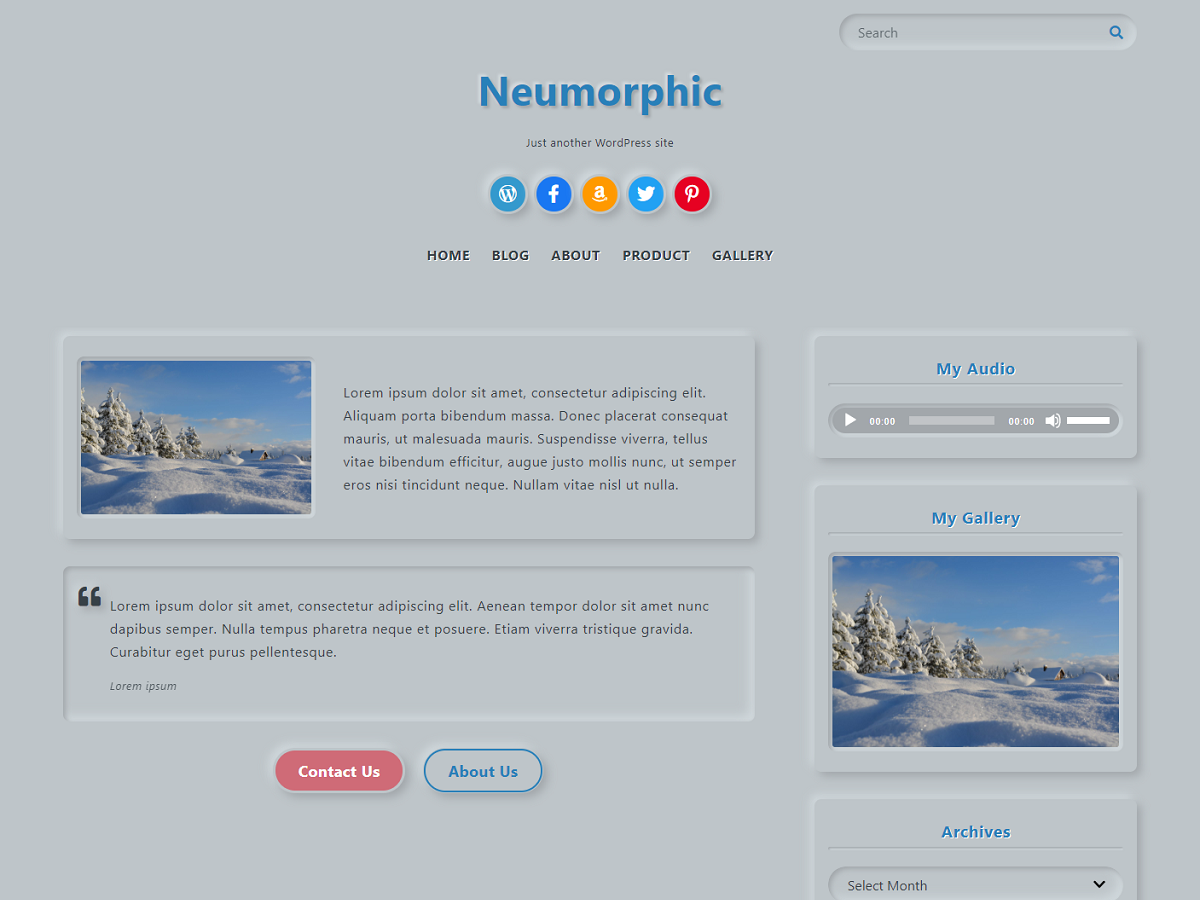 Search
Neumorphic
Just another WordPress site
HOME BLOG ABOUT PRODUCT GALLERY
Lorem ipsum dolor sit amet, consectetur adipiscing elit.
Aliquam porta bibendum massa. Donec placerat consequat
mauris, ut malesuada mauris. Suspendisse viverra, tellus
vitae bibendum efficitur, augue justo mollis nunc, ut semper
eros nisi tincidunt neque. Nullam vitae nisl ut nulla.
“
Lorem ipsum dolor sit amet, consectetur adipiscing elit. Aenean tempor dolor sit amet nunc
dapibus semper. Nulla tempus pharetra neque et posuere. Etiam viverra tristique gravida.
Curabitur eget purus pellentesque.
Lorem ipsum
Contact Us
About Us
My Audio
00:00 00:00
My Gallery
Archives
Select Month